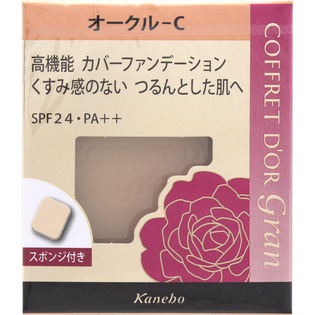 オークル-C
高機能 カバーファンデーション
くすみ感のない つるんとした肌へ
SPF24・PA++
COFFRET D'OR Gran
スポンジ付き
Kanebo